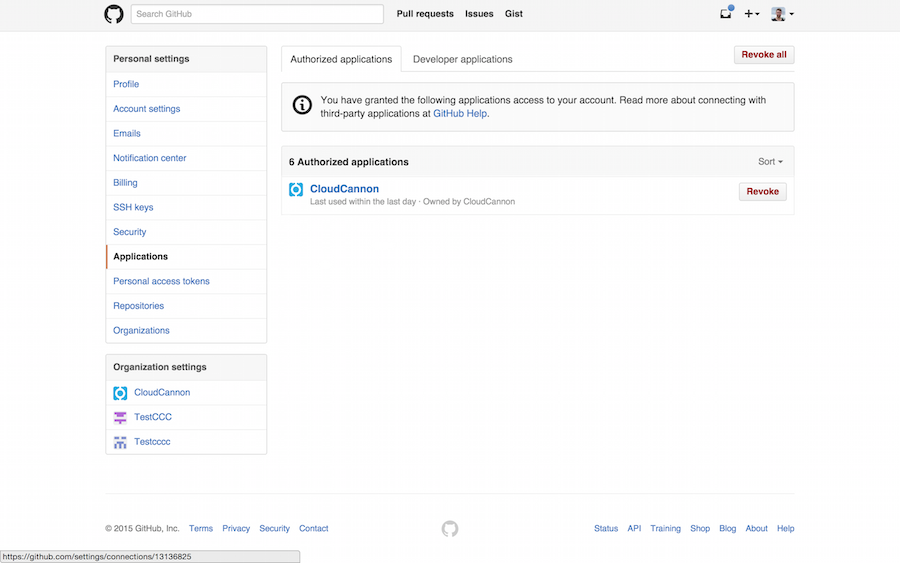 Search GitHub
Pull requests Issues Gist
Personal settings
Profile
Account settings
Emails
Notification center
Billing
SSH keys
Security
Applications
Personal access tokens
Repositories
Organizations
Organization settings
CloudCannon
TestCCC
Testcccc
Authorized applications Developer applications Revoke all
You have granted the following applications access to your account. Read more about connecting with
third-party applications at GitHub Help.
6 Authorized applications Sort
CloudCannon
Last used within the last day · Owned by CloudCannon
Revoke
© 2015 GitHub, Inc. Terms Privacy Security Contact Status API Training Shop Blog About Help
https://github.com/settings/connections/13136825